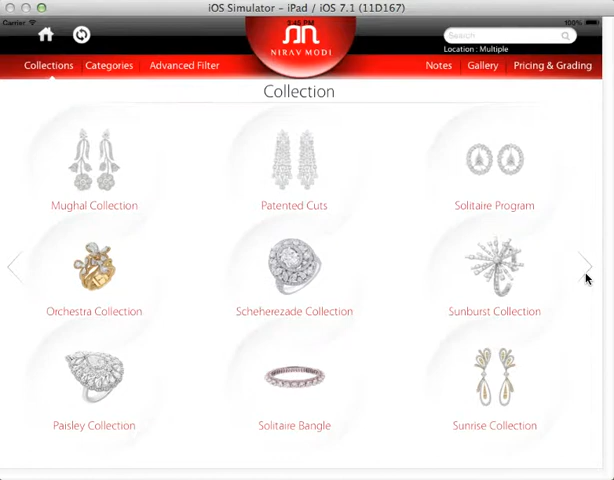 iOS Simulator – iPad / iOS 7.1 (11D167)
Carrier
100%
NIRAV MODI
Search
Location : Multiple
Collections
Categories
Advanced Filter
Notes
Gallery
Pricing & Grading
Collection
Mughal Collection
Patented Cuts
Solitaire Program
Orchestra Collection
Scheherezade Collection
Sunburst Collection
Paisley Collection
Solitaire Bangle
Sunrise Collection